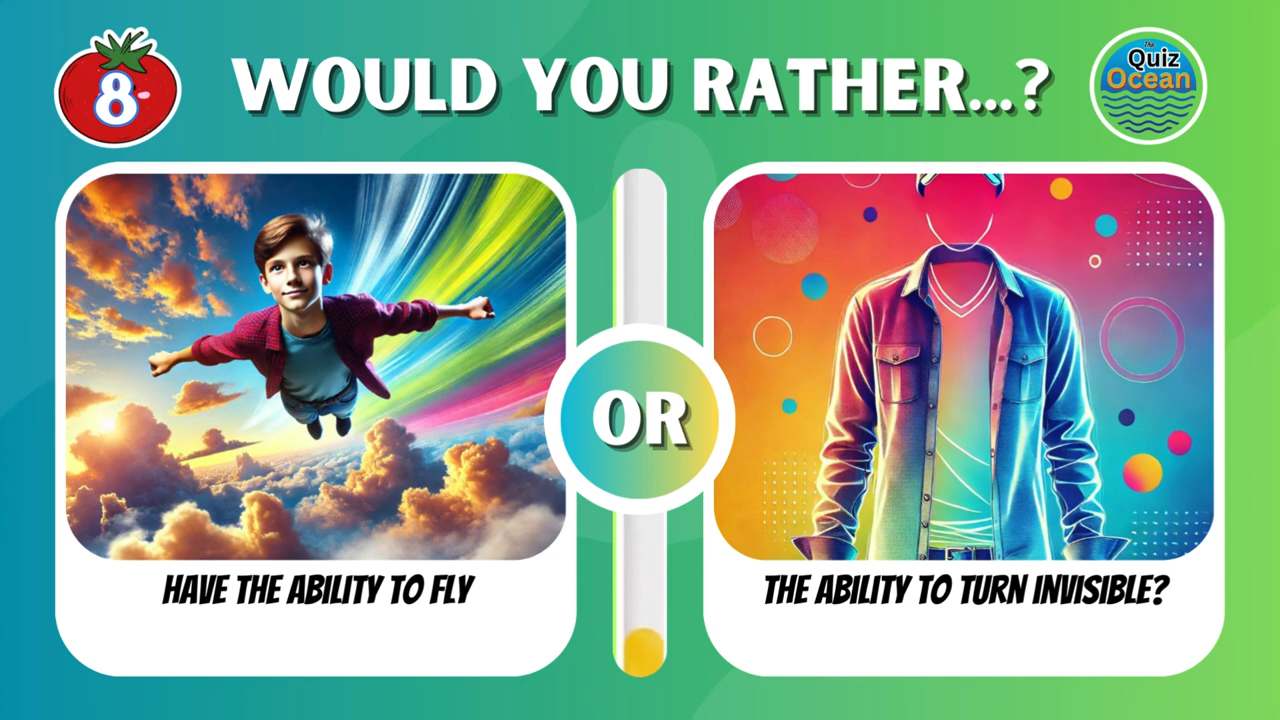 8
WOULD YOU RATHER...?
The
Quiz
Ocean
OR
HAVE THE ABILITY TO FLY
THE ABILITY TO TURN INVISIBLE?